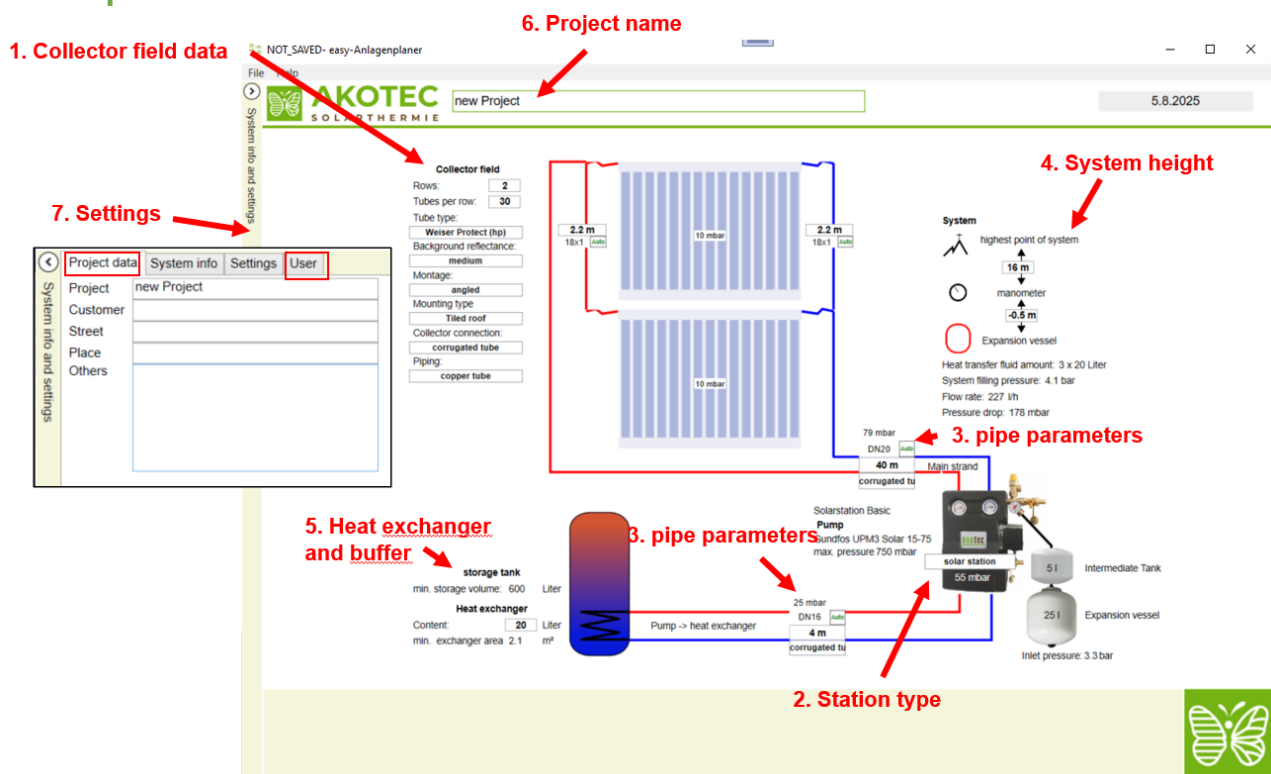 6. Project name
1. Collector field data
NOT_SAVED- easy-Anlagenplaner
File Help
AKOTEC
SOLARTHERMIE
new Project
5.8.2025
System info and settings
Collector field
Rows: 2
Tubes per row: 30
Tube type:
Weiser Protect (hp)
Background reflectance:
medium
Montage:
angled
Mounting type
Tiled roof
Collector connection:
corrugated tube
Piping:
copper tube
2.2 m
18x1 Auto
10 mbar
2.2 m
18x1 Auto
10 mbar
4. System height
System
highest point of system
16 m
manometer
-0.5 m
Expansion vessel
Heat transfer fluid amount: 3 x 20 Liter
System filling pressure: 4.1 bar
Flow rate: 227 l/h
Pressure drop: 178 mbar
7. Settings
Project data System info Settings User
System info and settings
Project new Project
Customer
Street
Place
Others
79 mbar
DN20 Auto
40 m
corrugated tu
Main strand
3. pipe parameters
Solarstation Basic
Pump
Sundfos UPM3 Solar 15-75
max. pressure 750 mbar
solar station
55 mbar
5 l
Intermediate Tank
25 l
Expansion vessel
Inlet pressure: 3.3 bar
5. Heat exchanger
and buffer
3. pipe parameters
storage tank
min. storage volume: 600 Liter
Heat exchanger
Content: 20 Liter
min. exchanger area 2.1 m²
Pump -> heat exchanger
25 mbar
DN16 Auto
4 m
corrugated tu
2. Station type